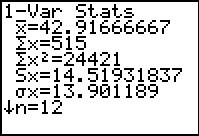 1-Var Stats
x̄=42.91666667
Σx=515
Σx²=24421
Sx=14.51931837
σx=13.901189
↓n=12